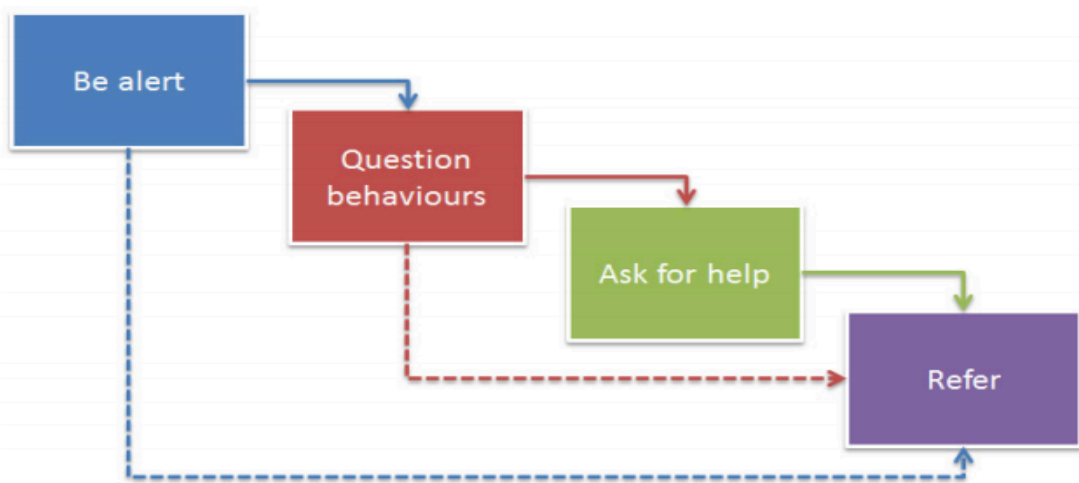 Be alert
Question
behaviours
Ask for help
Refer